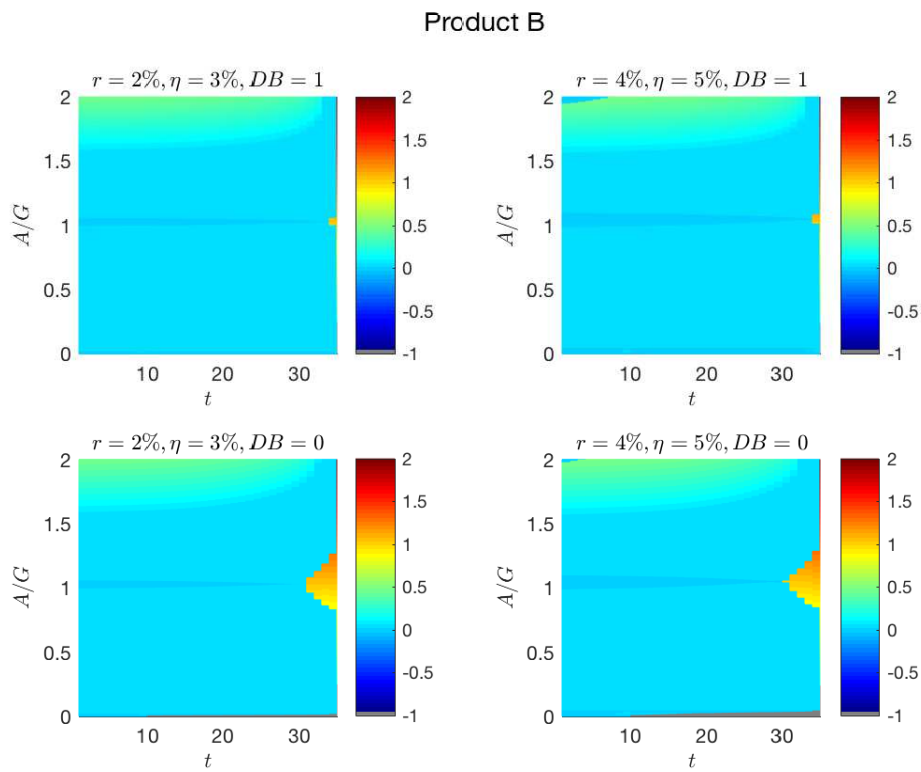 Product B
r = 2%, η = 3%, DB = 1
2
1.5
1
0.5
0
A/G
10 20 30
t
2
1.5
1
0.5
0
-0.5
-1
r = 4%, η = 5%, DB = 1
2
1.5
1
0.5
0
A/G
10 20 30
t
2
1.5
1
0.5
0
-0.5
-1
r = 2%, η = 3%, DB = 0
2
1.5
1
0.5
0
A/G
10 20 30
t
2
1.5
1
0.5
0
-0.5
-1
r = 4%, η = 5%, DB = 0
2
1.5
1
0.5
0
A/G
10 20 30
t
2
1.5
1
0.5
0
-0.5
-1